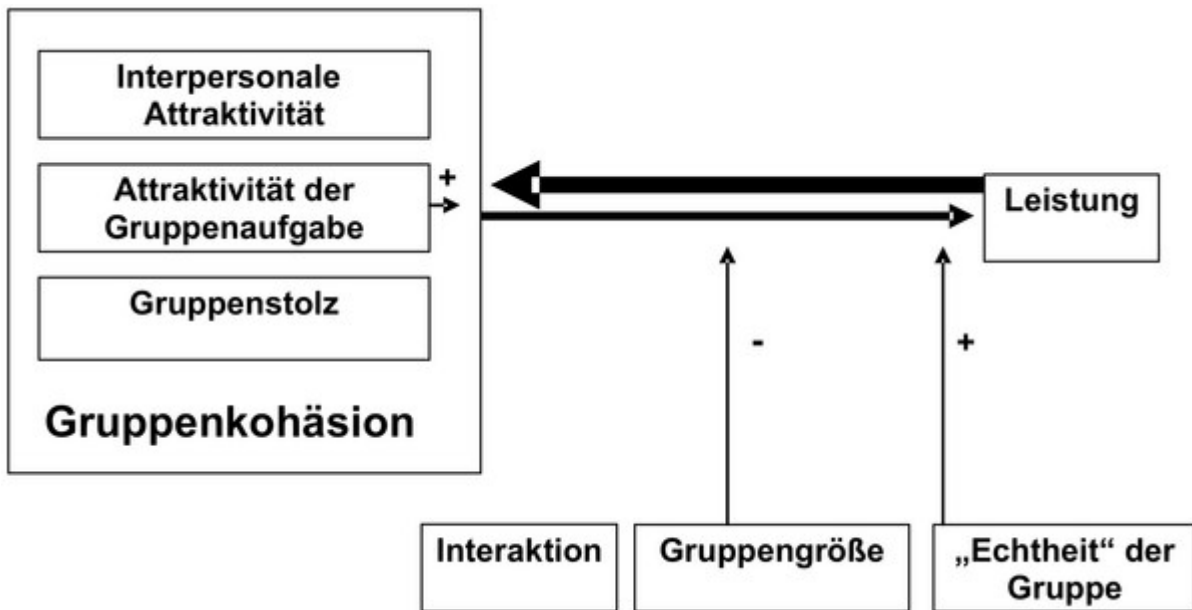 Interpersonale
Attraktivität
Attraktivität der
Gruppenaufgabe
+
Gruppenstolz
Gruppenkohäsion
Leistung
-
+
Interaktion
Gruppengröße
„Echtheit“ der
Gruppe